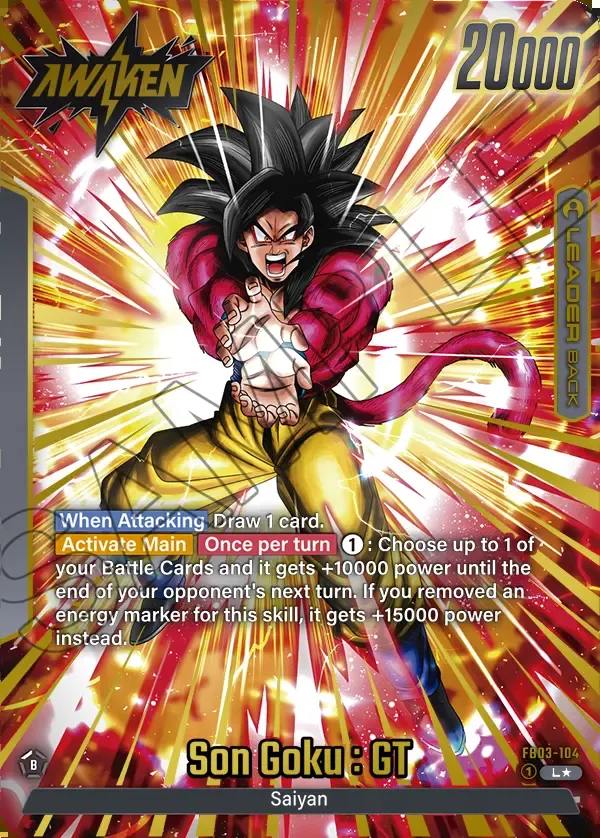 AWAKEN
20000
LEADER BACK
When Attacking Draw 1 card.
Activate Main Once per turn 1 : Choose up to 1 of
your Battle Cards and it gets +10000 power until the
end of your opponent's next turn. If you removed an
energy marker for this skill, it gets +15000 power
instead.
Son Goku : GT
FB03-104
B
1 L★
Saiyan
SAMPLE